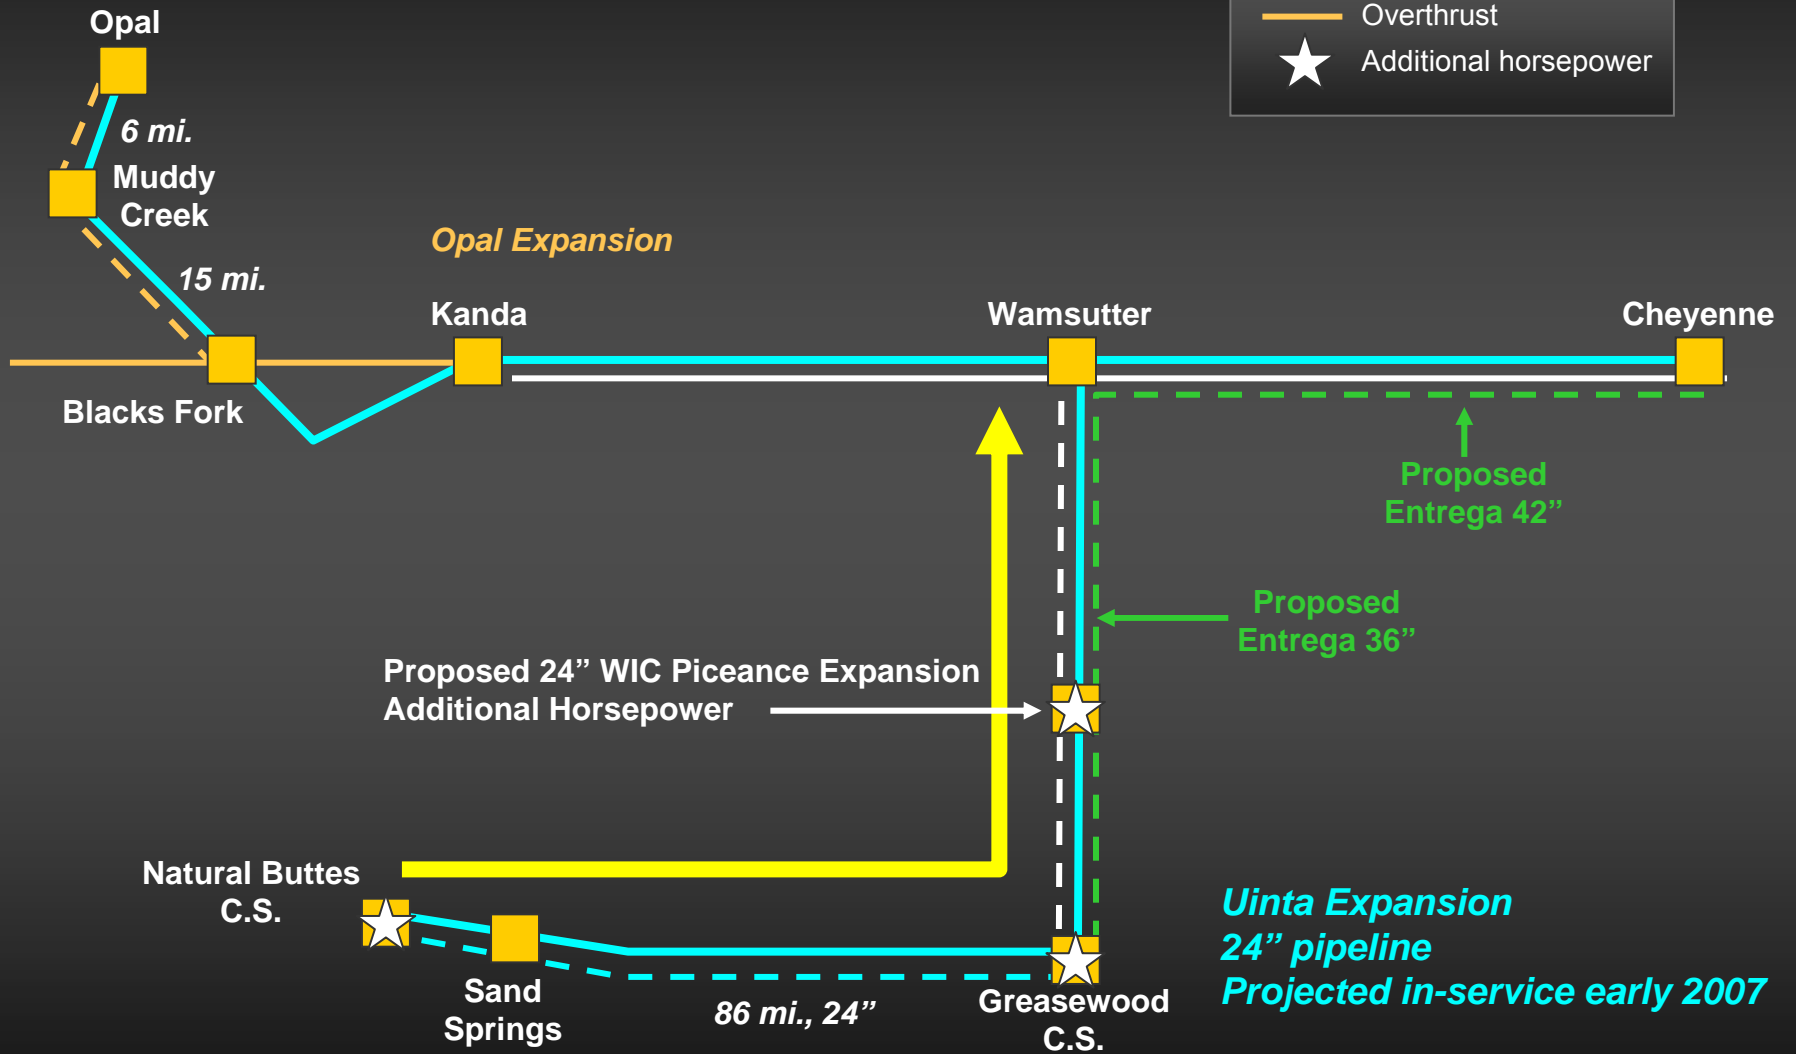 Opal
Overthrust
Additional horsepower
6 mi.
Muddy
Creek
Opal Expansion
15 mi.
Kanda
Wamsutter
Cheyenne
Blacks Fork
Proposed
Entrega 42”
Proposed
Entrega 36”
Proposed 24” WIC Piceance Expansion
Additional Horsepower
Natural Buttes
C.S.
Uinta Expansion
24” pipeline
Projected in-service early 2007
Sand
Springs
86 mi., 24”
Greasewood
C.S.